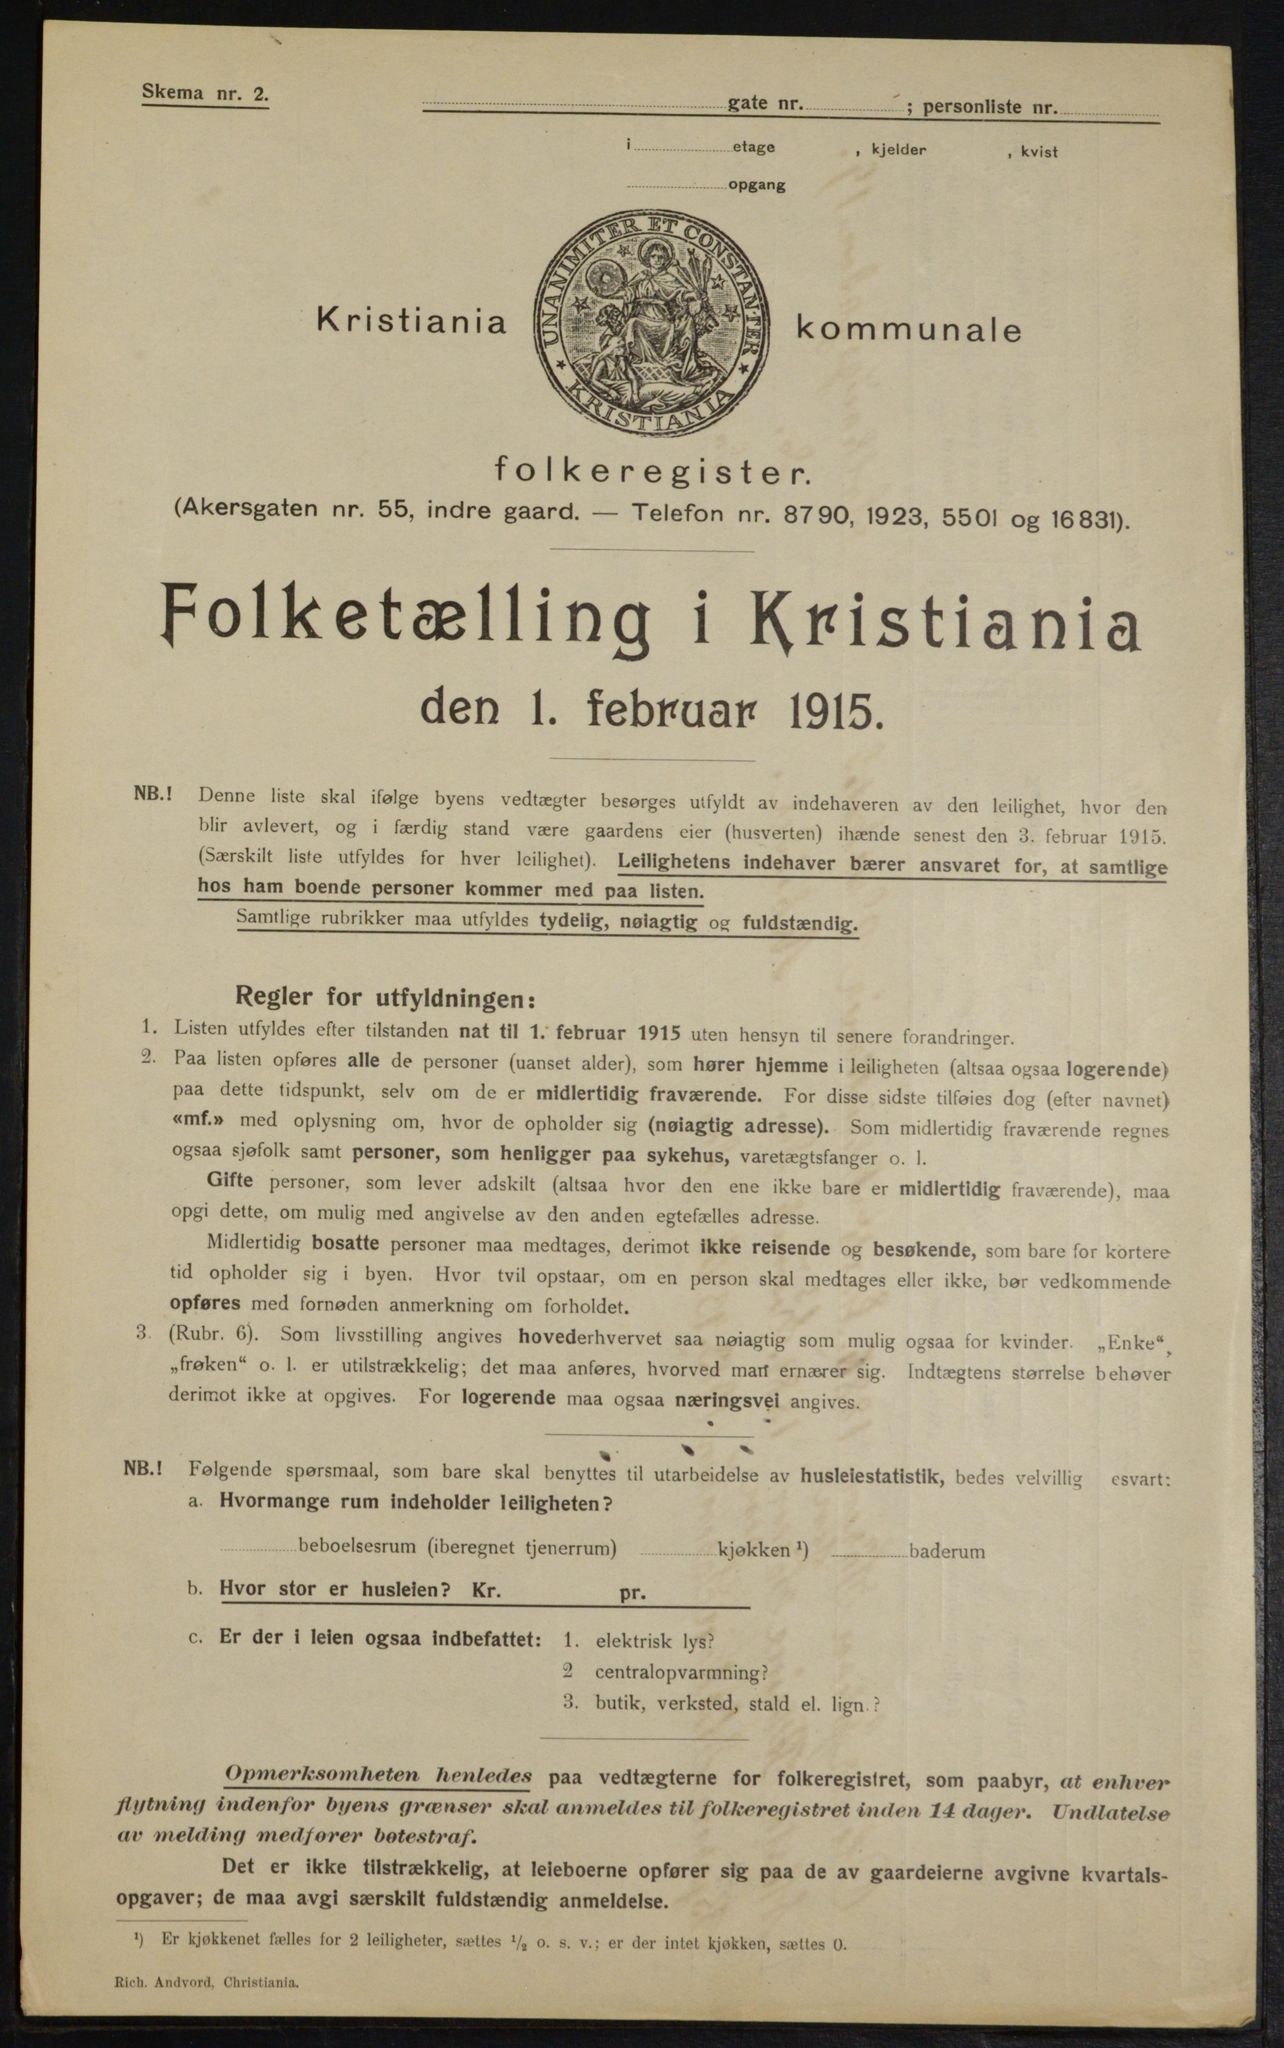 Skema nr. 2.
gate nr. ; personliste nr.
i etage , kjelder , kvist
opgang
UNANIMITER ET CONSTANTER
KRISTIANIA
Kristiania kommunale
folkeregister.
(Akersgaten nr. 55, indre gaard. — Telefon nr. 8790, 1923, 5501 og 16831).
Folketælling i Kristiania
den 1. februar 1915.
NB.! Denne liste skal ifølge byens vedtægter besørges utfyldt av indehaveren av den leilighet, hvor den
blir avlevert, og i færdig stand være gaardens eier (husverten) ihænde senest den 3. februar 1915.
(Særskilt liste utfyldes for hver leilighet). Leilighetens indehaver bærer ansvaret for, at samtlige
hos ham boende personer kommer med paa listen.
Samtlige rubrikker maa utfyldes tydelig, nøiagtig og fuldstændig.
Regler for utfyldningen:
1. Listen utfyldes efter tilstanden nat til 1. februar 1915 uten hensyn til senere forandringer.
2. Paa listen opføres alle de personer (uanset alder), som hører hjemme i leiligheten (altsaa ogsaa logerende)
paa dette tidspunkt, selv om de er midlertidig fraværende. For disse sidste tilføies dog (efter navnet)
«mf.» med oplysning om, hvor de opholder sig (nøiagtig adresse). Som midlertidig fraværende regnes
ogsaa sjøfolk samt personer, som henligger paa sykehus, varetægtsfanger o. l.
Gifte personer, som lever adskilt (altsaa hvor den ene ikke bare er midlertidig fraværende), maa
opgi dette, om mulig med angivelse av den anden egtefælles adresse.
Midlertidig bosatte personer maa medtages, derimot ikke reisende og besøkende, som bare for kortere
tid opholder sig i byen. Hvor tvil opstaar, om en person skal medtages eller ikke, bør vedkommende
opføres med fornøden anmerkning om forholdet.
3. (Rubr. 6). Som livsstilling angives hovederhvervet saa nøiagtig som mulig ogsaa for kvinder. „Enke“,
„frøken“ o. l. er utilstrækkelig; det maa anføres, hvorved man ernærer sig. Indtægtens størrelse behøver
derimot ikke at opgives. For logerende maa ogsaa næringsvei angives.
NB.! Følgende spørsmaal, som bare skal benyttes til utarbeidelse av husleiestatistik, bedes velvillig esvart:
a. Hvormange rum indeholder leiligheten?
beboelsesrum (iberegnet tjenerrum) kjøkken ¹) baderum
b. Hvor stor er husleien? Kr. pr.
c. Er der i leien ogsaa indbefattet: 1. elektrisk lys?
2 centralopvarmning?
3. butik, verksted, stald el. lign.?
Opmerksomheten henledes paa vedtægterne for folkeregistret, som paabyr, at enhver
flytning indenfor byens grænser skal anmeldes til folkeregistret inden 14 dager. Undlatelse
av melding medfører bøtestraf.
Det er ikke tilstrækkelig, at leieboerne opfører sig paa de av gaardeierne avgivne kvartals-
opgaver; de maa avgi særskilt fuldstændig anmeldelse.
¹) Er kjøkkenet fælles for 2 leiligheter, sættes ½ o. s. v.; er der intet kjøkken, sættes 0.
Rich. Andvord, Christiania.